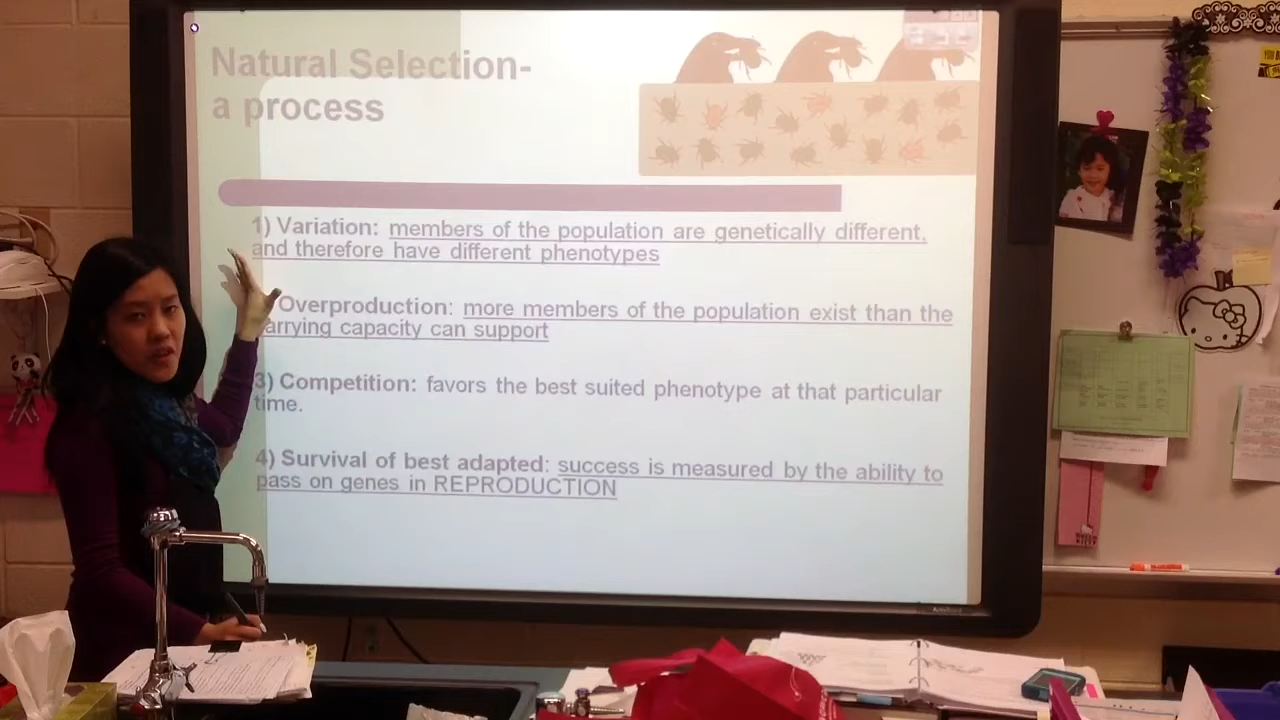 Natural Selection-
a process
1) Variation: members of the population are genetically different,
and therefore have different phenotypes
Overproduction: more members of the population exist than the
arrying capacity can support
3) Competition: favors the best suited phenotype at that particular
time.
4) Survival of best adapted: success is measured by the ability to
pass on genes in REPRODUCTION